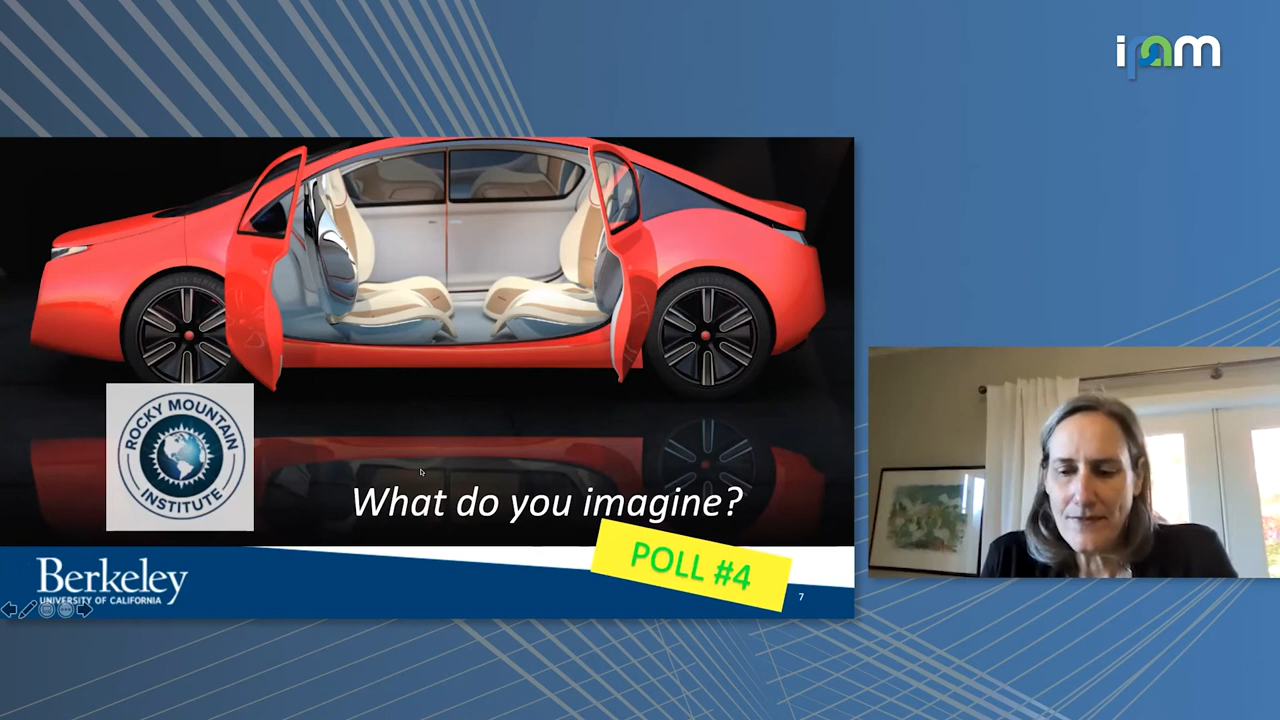 ipam
ROCKY MOUNTAIN
INSTITUTE
What do you imagine?
POLL #4
Berkeley
UNIVERSITY OF CALIFORNIA
7